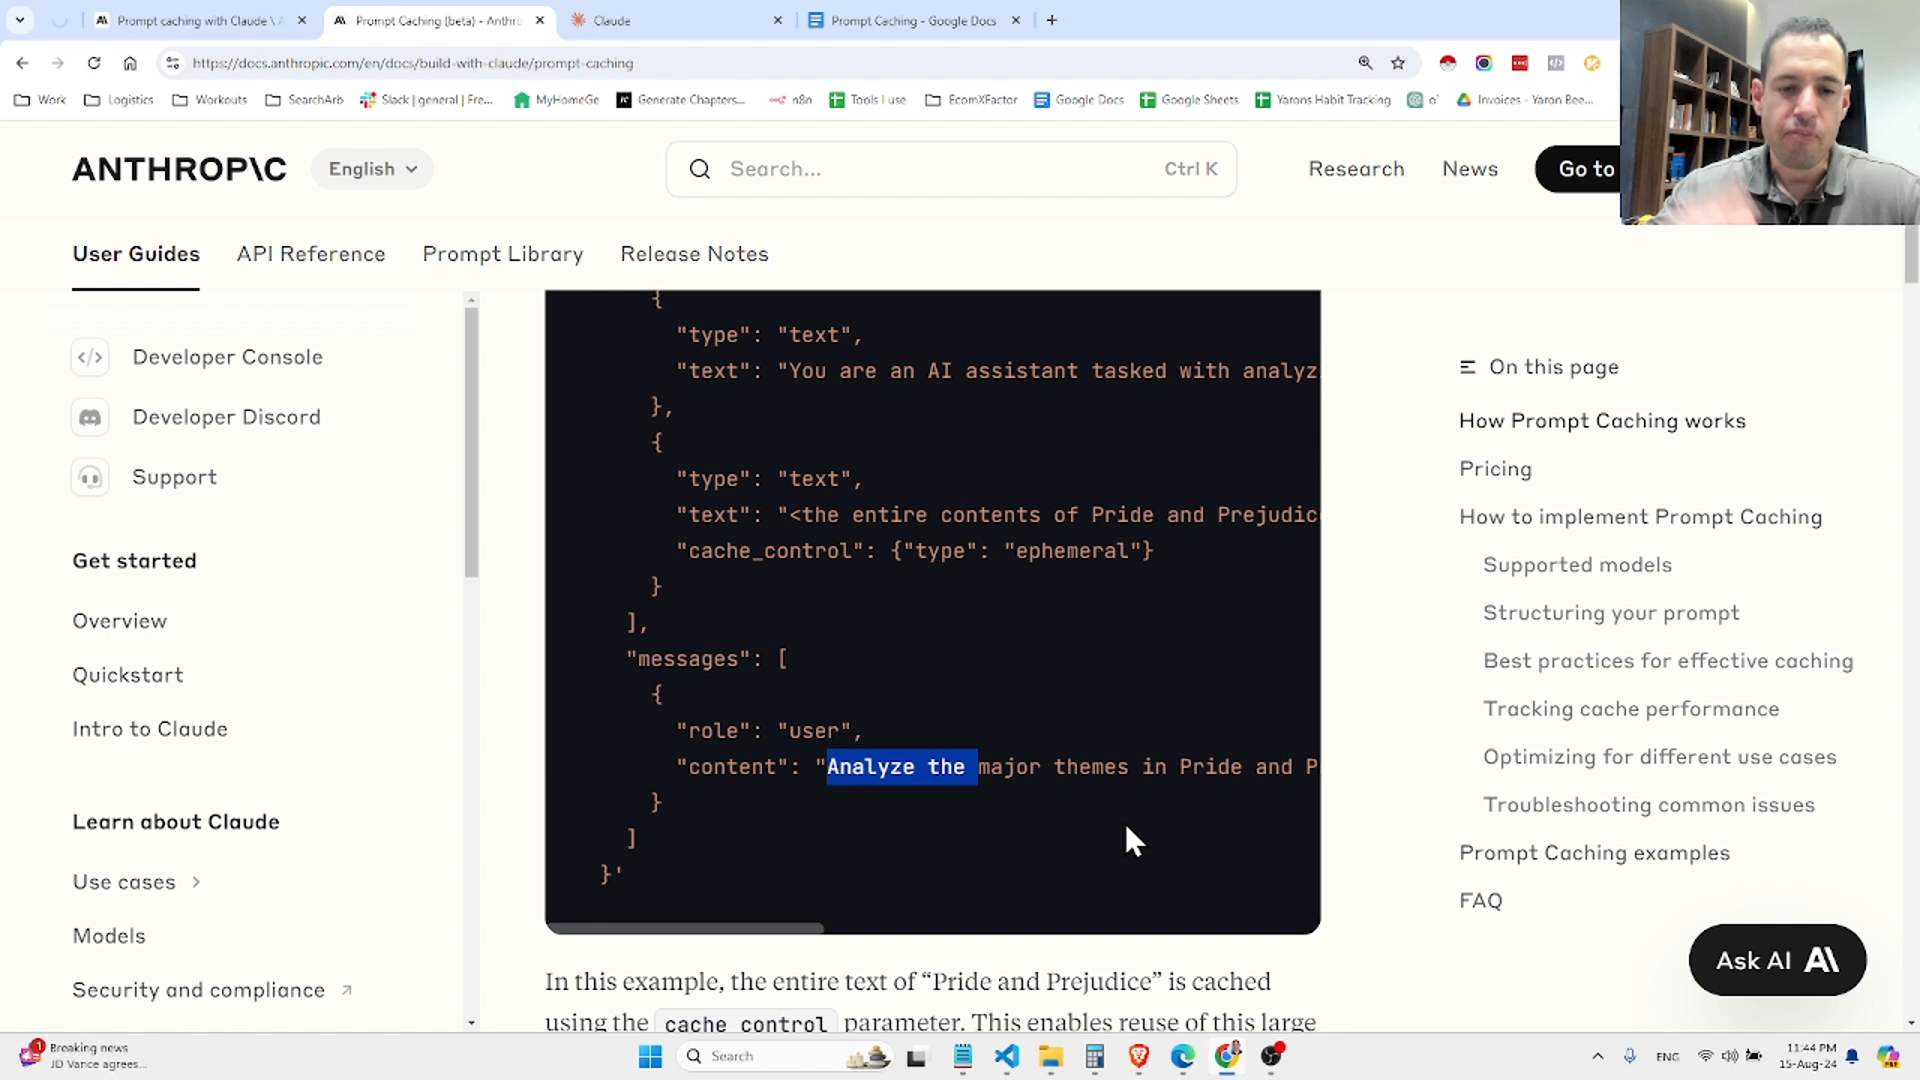 Prompt caching with Claude \ A
Prompt Caching (beta) - Anthro
Claude
Prompt Caching - Google Docs
https://docs.anthropic.com/en/docs/build-with-claude/prompt-caching
Work
Logistics
Workouts
SearchArb
Slack | general | Fre...
MyHomeGe
Generate Chapters...
n8n
Tools I use
EcomXFactor
Google Docs
Google Sheets
Yarons Habit Tracking
Invoices - Yaron Bee...
ANTHROP\C
English
Search...
Ctrl K
Research
News
Go to
User Guides
API Reference
Prompt Library
Release Notes
Developer Console
Developer Discord
Support
Get started
Overview
Quickstart
Intro to Claude
Learn about Claude
Use cases
Models
Security and compliance
{
"type": "text",
"text": "You are an AI assistant tasked with analyz
},
{
"type": "text",
"text": "<the entire contents of Pride and Prejudic
"cache_control": {"type": "ephemeral"}
}
],
"messages": [
{
"role": "user",
"content": "Analyze the major themes in Pride and P
}
]
}'
In this example, the entire text of “Pride and Prejudice” is cached
using the cache_control parameter. This enables reuse of this large
On this page
How Prompt Caching works
Pricing
How to implement Prompt Caching
Supported models
Structuring your prompt
Best practices for effective caching
Tracking cache performance
Optimizing for different use cases
Troubleshooting common issues
Prompt Caching examples
FAQ
Ask AI
1
Breaking news
JD Vance agrees...
Search
ENG
11:44 PM
15-Aug-24